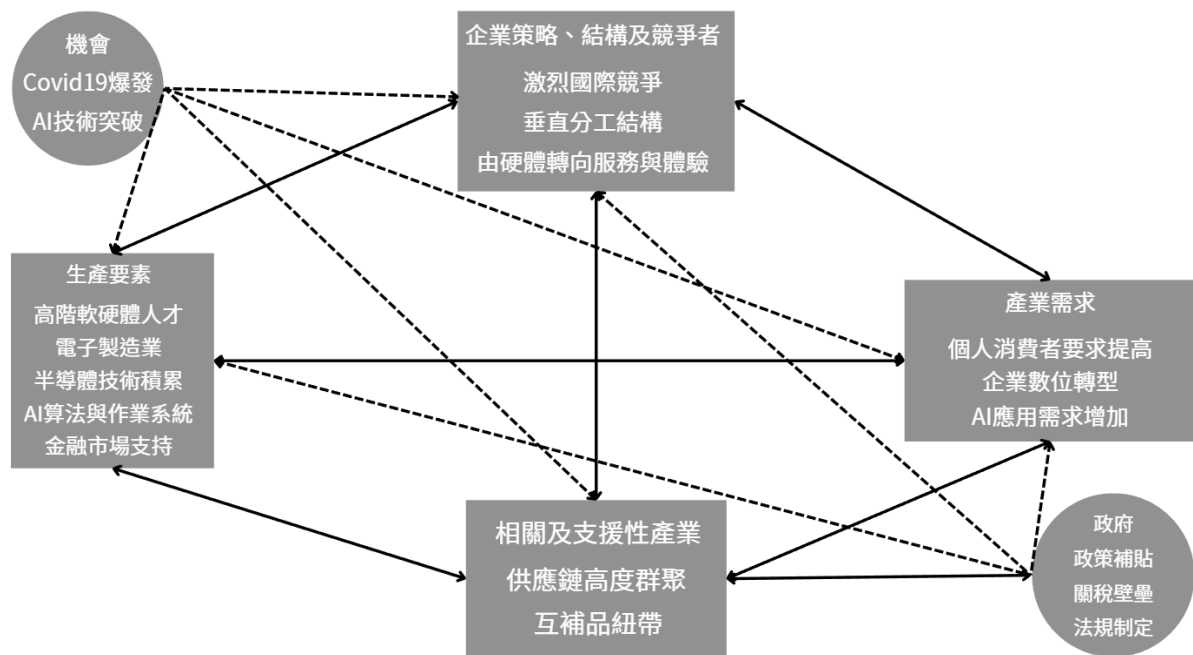 機會
Covid19爆發
AI技術突破
企業策略、結構及競爭者
激烈國際競爭
垂直分工結構
由硬體轉向服務與體驗
生產要素
高階軟硬體人才
電子製造業
半導體技術積累
AI算法與作業系統
金融市場支持
產業需求
個人消費者要求提高
企業數位轉型
AI應用需求增加
相關及支援性產業
供應鏈高度群聚
互補品紐帶
政府
政策補貼
關稅壁壘
法規制定